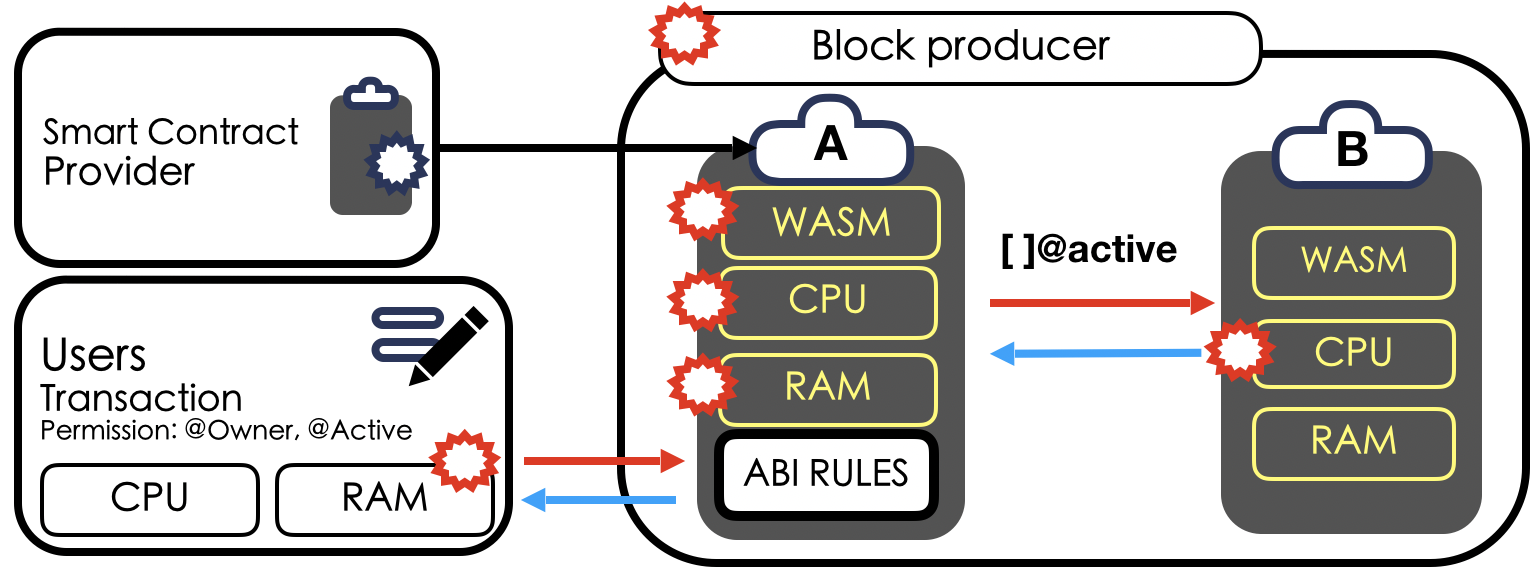 Block producer
Smart Contract
Provider
A
WASM
CPU
RAM
ABI RULES
[ ]@active
B
WASM
CPU
RAM
Users
Transaction
Permission: @Owner, @Active
CPU
RAM